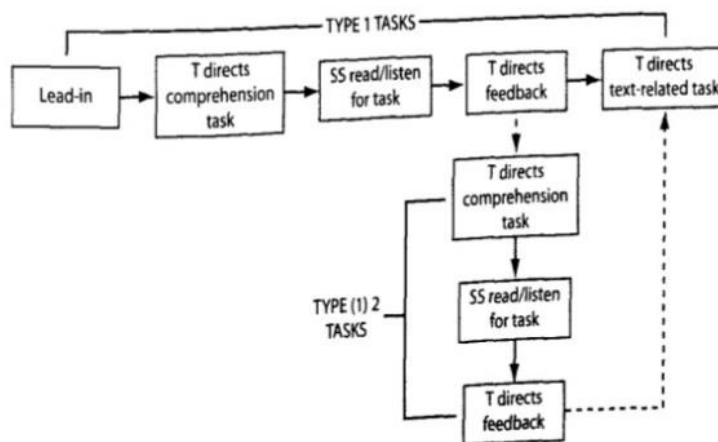 TYPE 1 TASKS
Lead-in
T directs
comprehension
task
SS read/listen
for task
T directs
feedback
T directs
text-related task
T directs
comprehension
task
TYPE (1) 2
TASKS
SS read/listen
for task
T directs
feedback